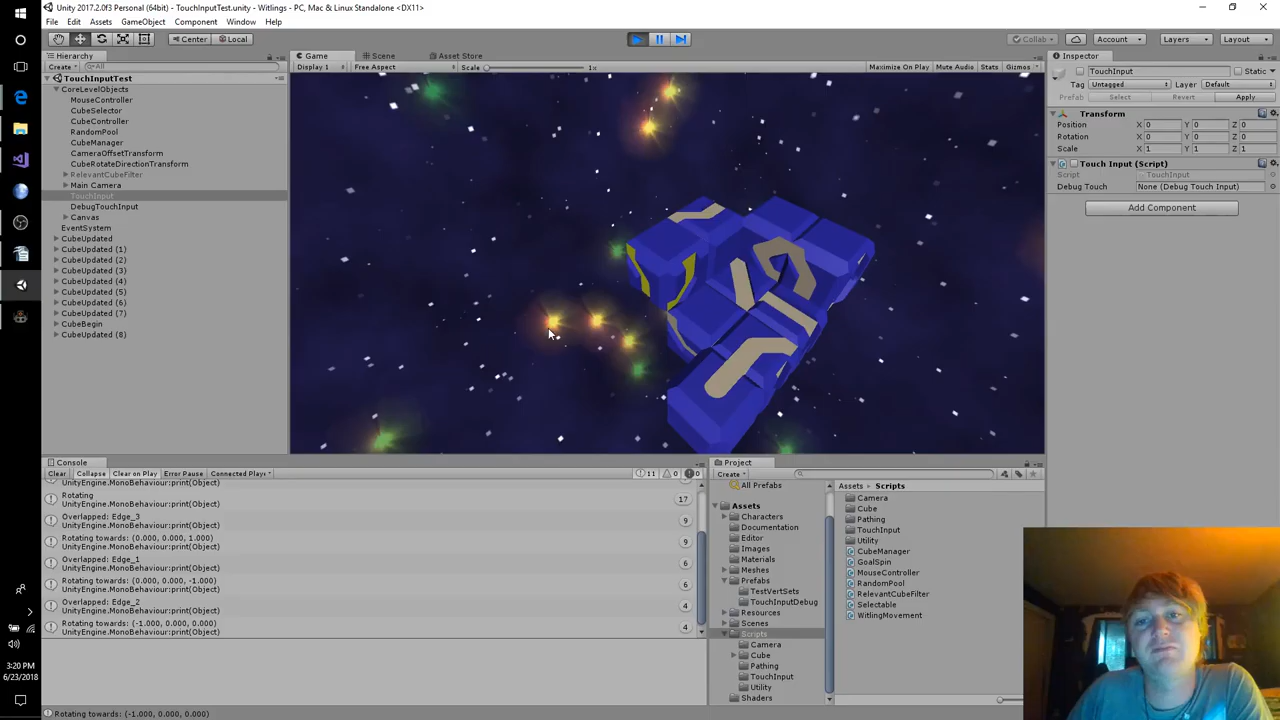 Unity 2017.2.0f3 Personal (64bit) - TouchInputTest.unity - Witlings - PC, Mac & Linux Standalone <DX11>
File Edit Assets GameObject Component Window Help
Center Local Collab Account Layers Layout
Hierarchy
Create All
TouchInputTest
CoreLevelObjects
MouseController
CubeSelector
CubeController
RandomPool
CubeManager
CameraOffsetTransform
CubeRotateDirectionTransform
RelevantCubeFilter
Main Camera
TouchInput
DebugTouchInput
Canvas
EventSystem
CubeUpdated
CubeUpdated (1)
CubeUpdated (2)
CubeUpdated (3)
CubeUpdated (4)
CubeUpdated (5)
CubeUpdated (6)
CubeUpdated (7)
CubeBegin
CubeUpdated (8)
Game Scene Asset Store
Display 1 Free Aspect Scale 1x Maximize On Play Mute Audio Stats Gizmos
Inspector
TouchInput Static
Tag Untagged Layer Default
Prefab Select Revert Apply
Transform
Position X 0 Y 0 Z 0
Rotation X 0 Y 0 Z 0
Scale X 1 Y 1 Z 1
Touch Input (Script)
Script TouchInput
Debug Touch None (Debug Touch Input)
Add Component
Console
Clear Collapse Clear on Play Error Pause Connected Play 11 0 0
UnityEngine.MonoBehaviour:print(Object)
Rotating 17
UnityEngine.MonoBehaviour:print(Object)
Overlapped: Edge_3 9
UnityEngine.MonoBehaviour:print(Object)
Rotating towards: (0.000, 0.000, 1.000) 9
UnityEngine.MonoBehaviour:print(Object)
Overlapped: Edge_1 6
UnityEngine.MonoBehaviour:print(Object)
Rotating towards: (0.000, 0.000, -1.000) 6
UnityEngine.MonoBehaviour:print(Object)
Overlapped: Edge_2 4
UnityEngine.MonoBehaviour:print(Object)
Rotating towards: (-1.000, 0.000, 0.000) 4
UnityEngine.MonoBehaviour:print(Object)
Rotating towards: (-1.000, 0.000, 0.000)
Project
Create
All Prefabs
Assets
Characters
Documentation
Editor
Images
Materials
Meshes
Prefabs
TestVertSets
TouchInputDebug
Resources
Scenes
Scripts
Camera
Cube
Pathing
TouchInput
Utility
Shaders
Assets Scripts
Camera
Cube
Pathing
TouchInput
Utility
CubeManager
GoalSpin
MouseController
RandomPool
RelevantCubeFilter
Selectable
WitlingMovement
3:20 PM
6/23/2018